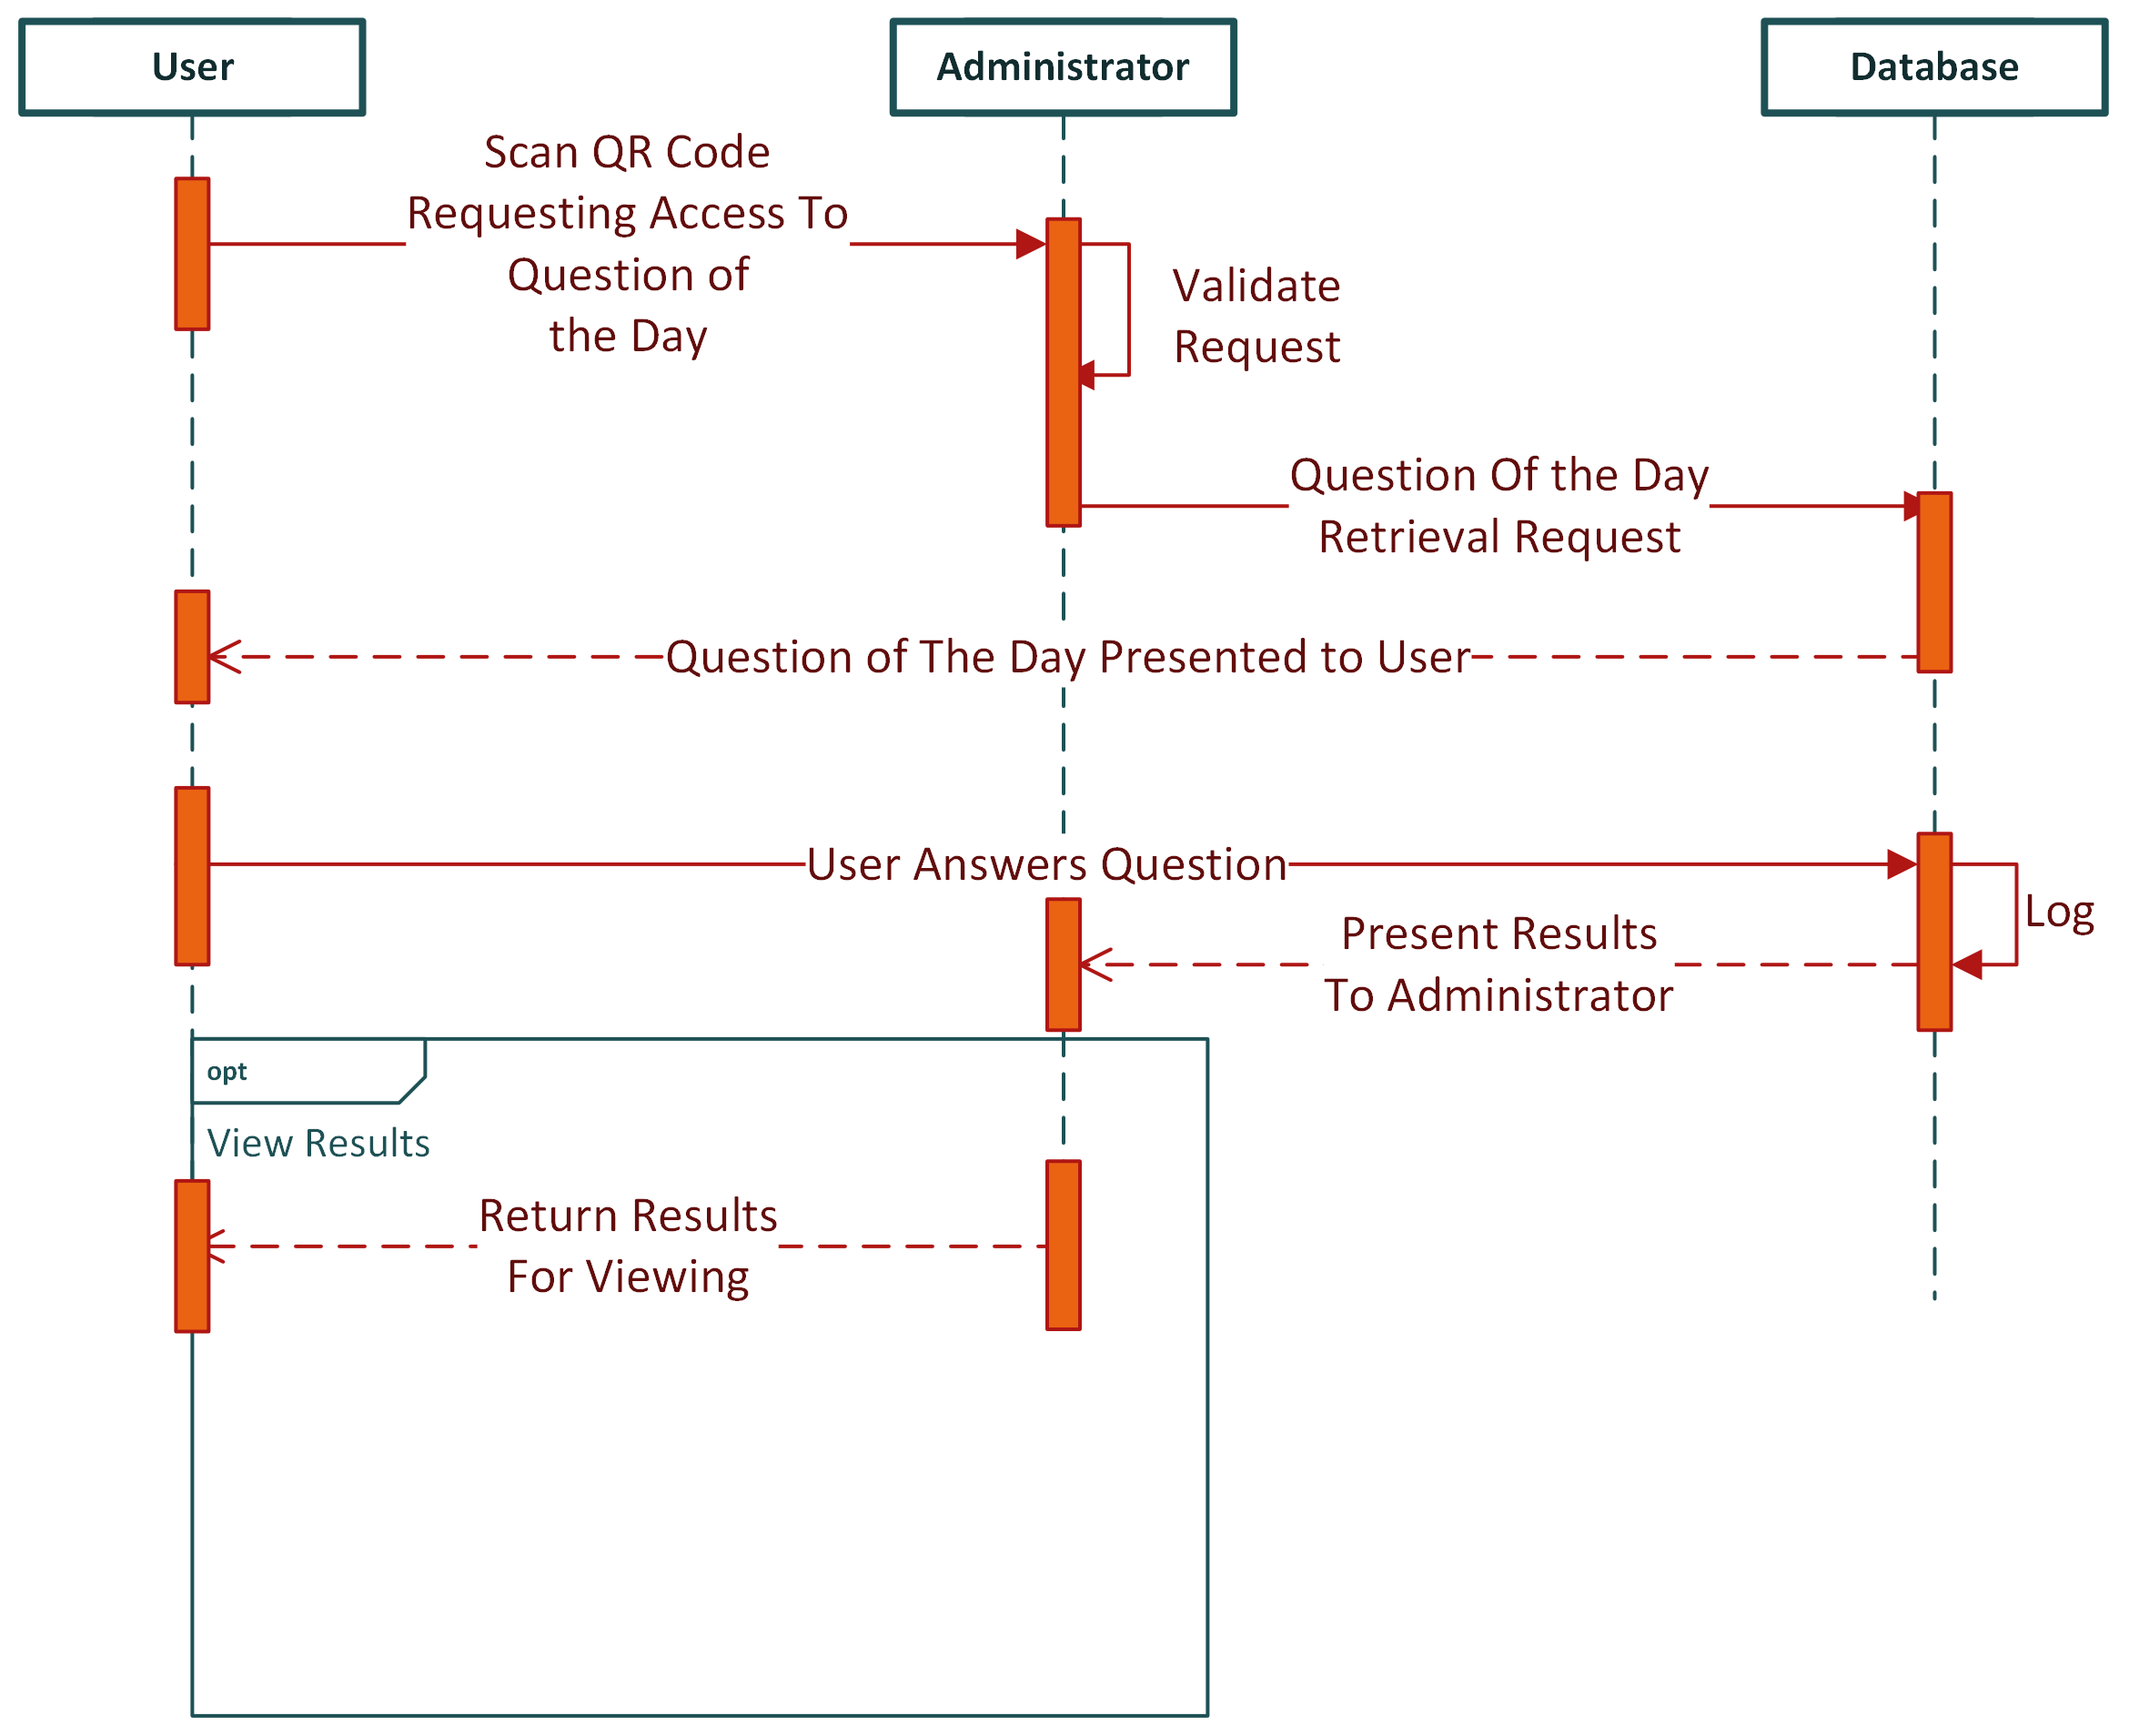 User
Administrator
Database
Scan QR Code
Requesting Access To
Question of
the Day
Validate
Request
Question Of the Day
Retrieval Request
Question of The Day Presented to User
User Answers Question
Log
Present Results
To Administrator
opt
View Results
Return Results
For Viewing